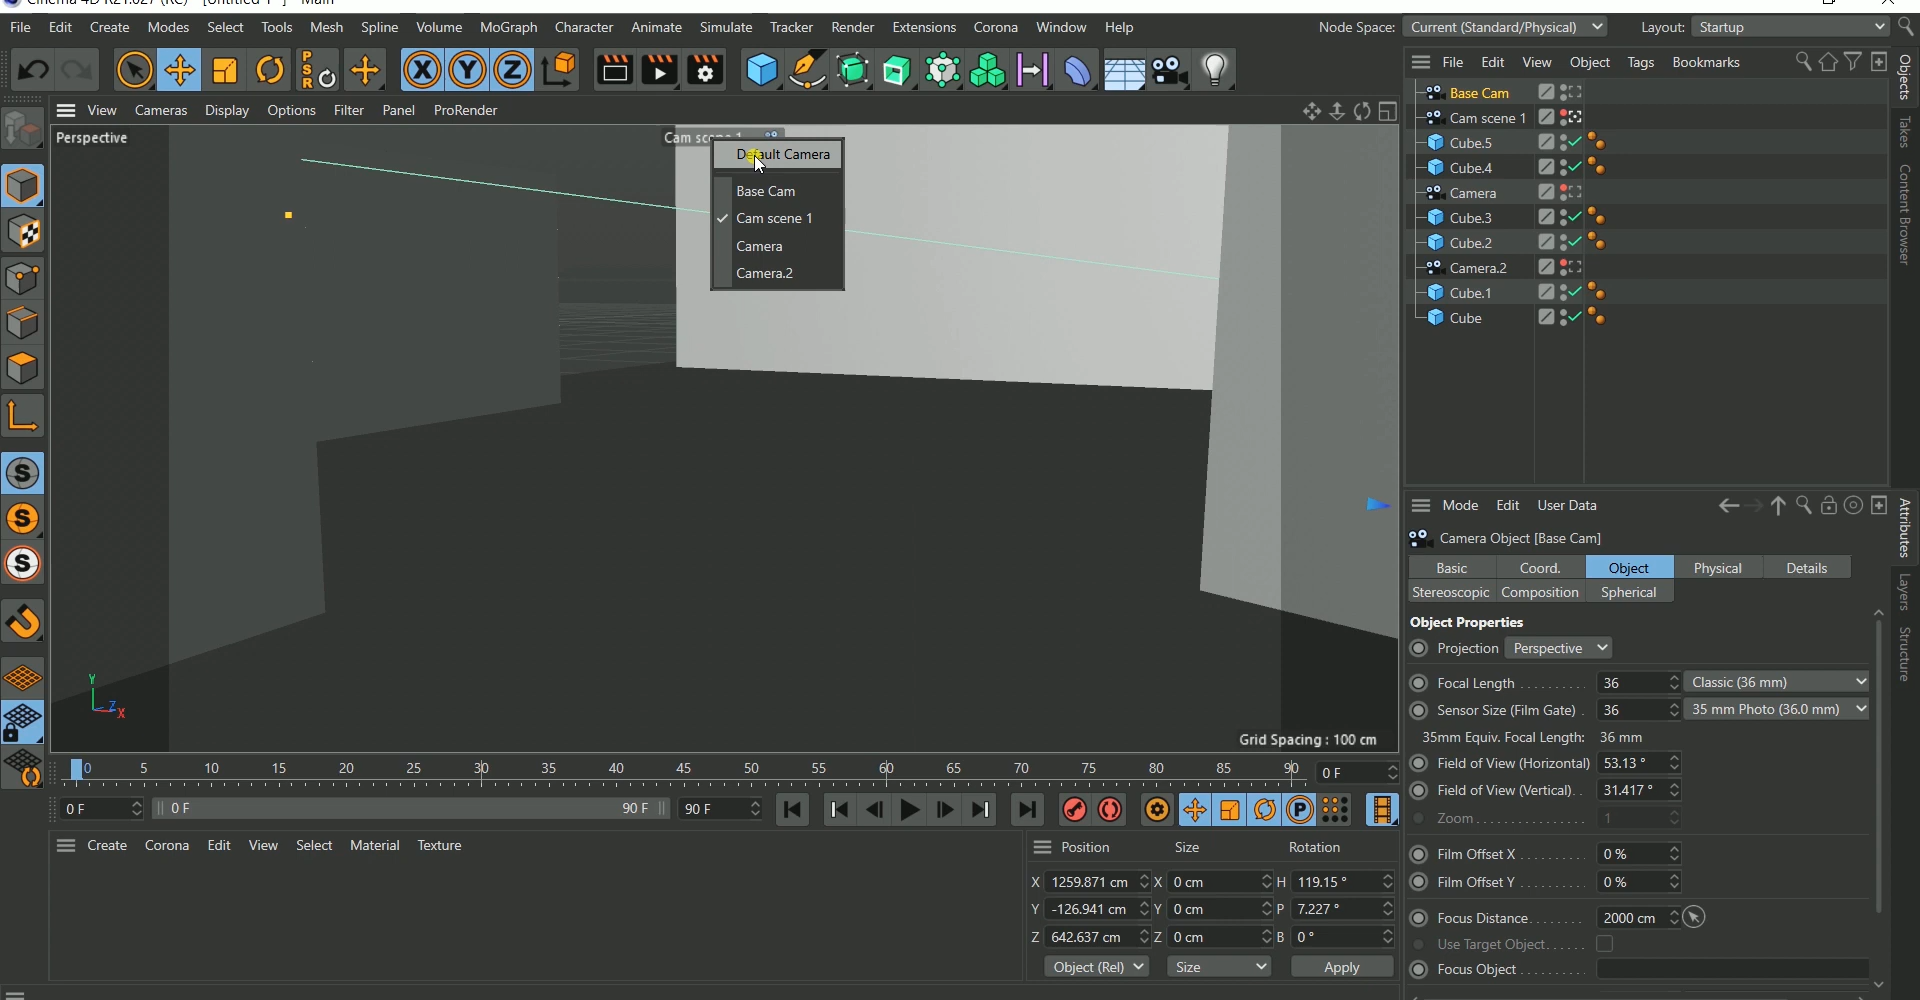 Cinema 4D R21.027 (RC) - [Untitled 1 *] - Main
File Edit Create Modes Select Tools Mesh Spline Volume MoGraph Character Animate Simulate Tracker Render Extensions Corona Window Help Node Space: Current (Standard/Physical) Layout: Startup
P S R X Y Z
File Edit View Object Tags Bookmarks
View Cameras Display Options Filter Panel ProRender
Perspective
Default Camera
Base Cam
Cam scene 1
Camera
Camera.2
Base Cam
Cam scene 1
Cube.5
Cube.4
Camera
Cube.3
Cube.2
Camera.2
Cube.1
Cube
Objects
Takes
Content Browser
S
S
S
Y
Z
X
Grid Spacing : 100 cm
Mode Edit User Data
Camera Object [Base Cam]
Basic Coord. Object Physical Details
Stereoscopic Composition Spherical
Object Properties
Projection Perspective
Focal Length . . . . . . . . . . 36 Classic (36 mm)
Sensor Size (Film Gate) . 36 35 mm Photo (36.0 mm)
35mm Equiv. Focal Length: 36 mm
Field of View (Horizontal) 53.13 °
Field of View (Vertical). . 31.417 °
Zoom. . . . . . . . . . . . . . . . . 1
Film Offset X . . . . . . . . . . 0 %
Film Offset Y . . . . . . . . . . 0 %
Focus Distance. . . . . . . . 2000 cm
Use Target Object. . . . . .
Focus Object . . . . . . . . . .
Attributes
Layers
Structure
0 5 10 15 20 25 30 35 40 45 50 55 60 65 70 75 80 85 90 0 F
0 F 0 F 90 F 90 F P
Create Corona Edit View Select Material Texture
Position Size Rotation
X 1259.871 cm X 0 cm H 119.15 °
Y -126.941 cm Y 0 cm P 7.227 °
Z 642.637 cm Z 0 cm B 0 °
Object (Rel) Size Apply